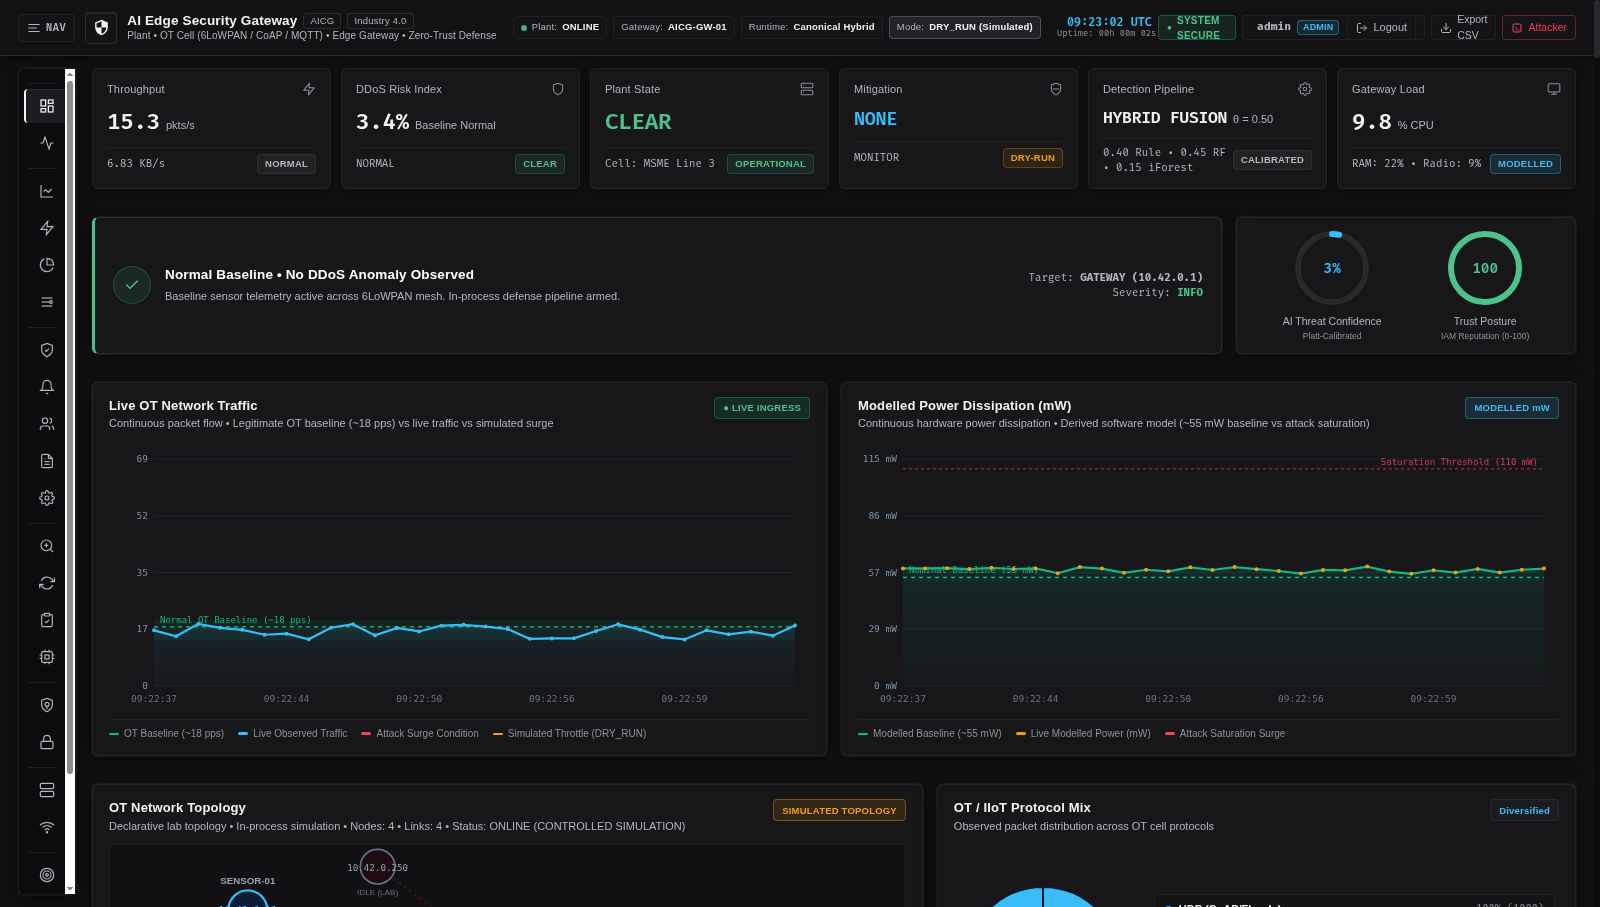 NAV
AI Edge Security Gateway AICG Industry 4.0
Plant • OT Cell (6LoWPAN / CoAP / MQTT) • Edge Gateway • Zero-Trust Defense
Plant: ONLINE
Gateway: AICG-GW-01
Runtime: Canonical Hybrid
Mode: DRY_RUN (Simulated)
09:23:02 UTC
Uptime: 00h 00m 02s
SYSTEM SECURE
admin ADMIN
Logout
Export CSV
Attacker
Throughput
15.3 pkts/s
6.83 KB/s NORMAL
DDoS Risk Index
3.4% Baseline Normal
NORMAL CLEAR
Plant State
CLEAR
Cell: MSME Line 3 OPERATIONAL
Mitigation
NONE
MONITOR DRY-RUN
Detection Pipeline
HYBRID FUSION θ = 0.50
0.40 Rule • 0.45 RF
• 0.15 iForest
CALIBRATED
Gateway Load
9.8 % CPU
RAM: 22% • Radio: 9% MODELLED
Normal Baseline • No DDoS Anomaly Observed
Baseline sensor telemetry active across 6LoWPAN mesh. In-process defense pipeline armed.
Target: GATEWAY (10.42.0.1)
Severity: INFO
3%
AI Threat Confidence
Platt-Calibrated
100
Trust Posture
IAM Reputation (0-100)
Live OT Network Traffic
Continuous packet flow • Legitimate OT baseline (~18 pps) vs live traffic vs simulated surge
● LIVE INGRESS
69
52
35
17
0
Normal OT Baseline (~18 pps)
09:22:37 09:22:44 09:22:50 09:22:56 09:22:59
OT Baseline (~18 pps) Live Observed Traffic Attack Surge Condition Simulated Throttle (DRY_RUN)
Modelled Power Dissipation (mW)
Continuous hardware power dissipation • Derived software model (~55 mW baseline vs attack saturation)
MODELLED mW
115 mW
86 mW
57 mW
29 mW
0 mW
Saturation Threshold (110 mW)
Nominal Baseline (55 mW)
09:22:37 09:22:44 09:22:50 09:22:56 09:22:59
Modelled Baseline (~55 mW) Live Modelled Power (mW) Attack Saturation Surge
OT Network Topology
Declarative lab topology • In-process simulation • Nodes: 4 • Links: 4 • Status: ONLINE (CONTROLLED SIMULATION)
SIMULATED TOPOLOGY
10.42.0.250
IDLE (LAB)
SENSOR-01
OT / IIoT Protocol Mix
Observed packet distribution across OT cell protocols
Diversified